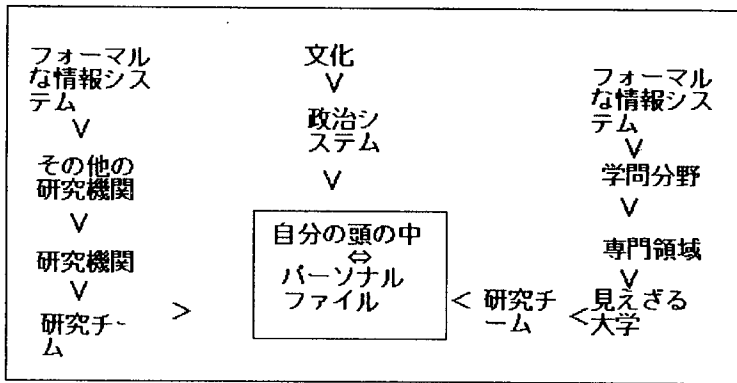 フォーマル
な情報シス
テム
∨
その他の
研究機関
∨
研究機関
∨
研究チー
ム
>
文化
∨
政治シ
ステム
∨
自分の頭の中
⇔
パーソナル
ファイル
<
研究チ
ーム
<
フォーマル
な情報シス
テム
∨
学問分野
∨
専門領域
∨
見えざる
大学